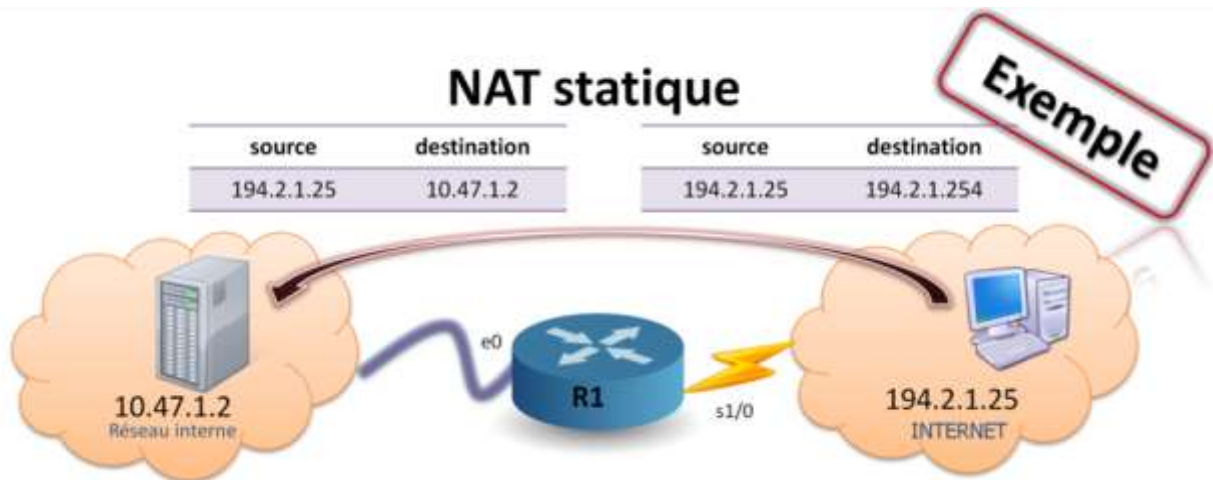 Exemple
NAT statique
source destination source destination
194.2.1.25 10.47.1.2 194.2.1.25 194.2.1.254
e0
R1
s1/0
10.47.1.2
Réseau interne
194.2.1.25
INTERNET